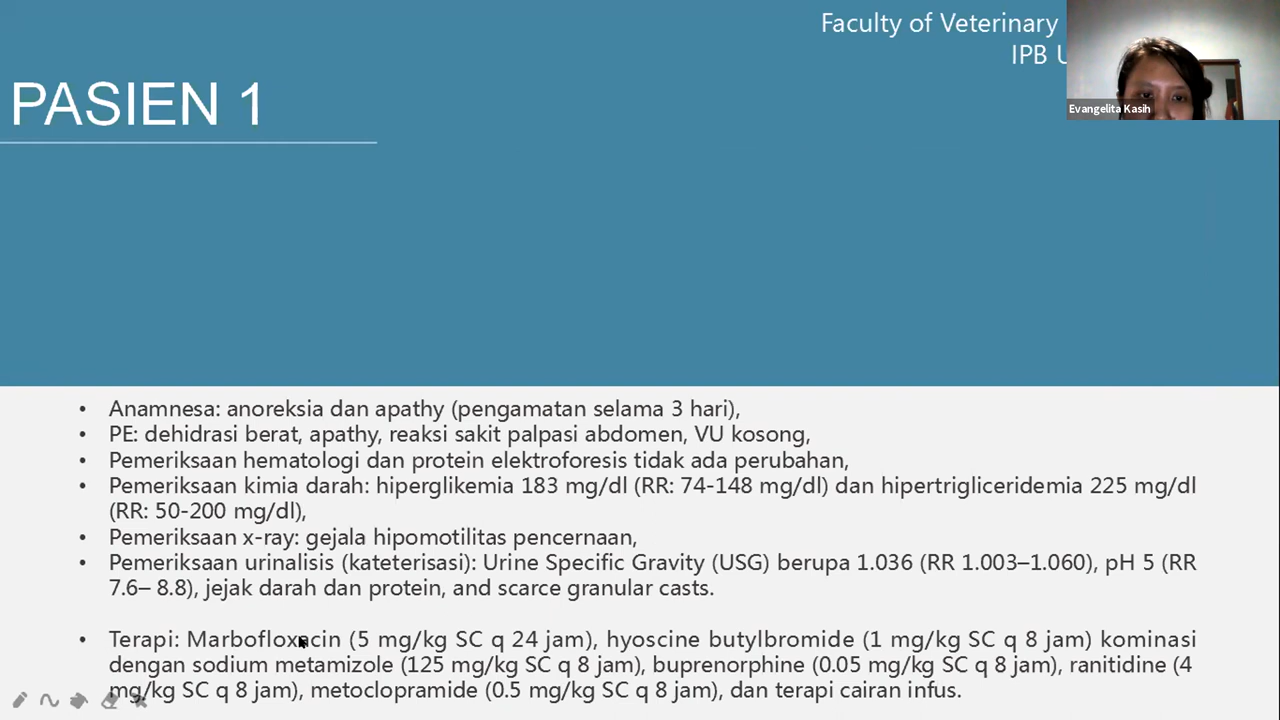 Faculty of Veterinary
IPB U
PASIEN 1
Evangelita Kasih
• Anamnesa: anoreksia dan apathy (pengamatan selama 3 hari),
• PE: dehidrasi berat, apathy, reaksi sakit palpasi abdomen, VU kosong,
• Pemeriksaan hematologi dan protein elektroforesis tidak ada perubahan,
• Pemeriksaan kimia darah: hiperglikemia 183 mg/dl (RR: 74-148 mg/dl) dan hipertrigliceridemia 225 mg/dl
(RR: 50-200 mg/dl),
• Pemeriksaan x-ray: gejala hipomotilitas pencernaan,
• Pemeriksaan urinalisis (kateterisasi): Urine Specific Gravity (USG) berupa 1.036 (RR 1.003–1.060), pH 5 (RR
7.6– 8.8), jejak darah dan protein, and scarce granular casts.
• Terapi: Marbofloxacin (5 mg/kg SC q 24 jam), hyoscine butylbromide (1 mg/kg SC q 8 jam) kominasi
dengan sodium metamizole (125 mg/kg SC q 8 jam), buprenorphine (0.05 mg/kg SC q 8 jam), ranitidine (4
mg/kg SC q 8 jam), metoclopramide (0.5 mg/kg SC q 8 jam), dan terapi cairan infus.